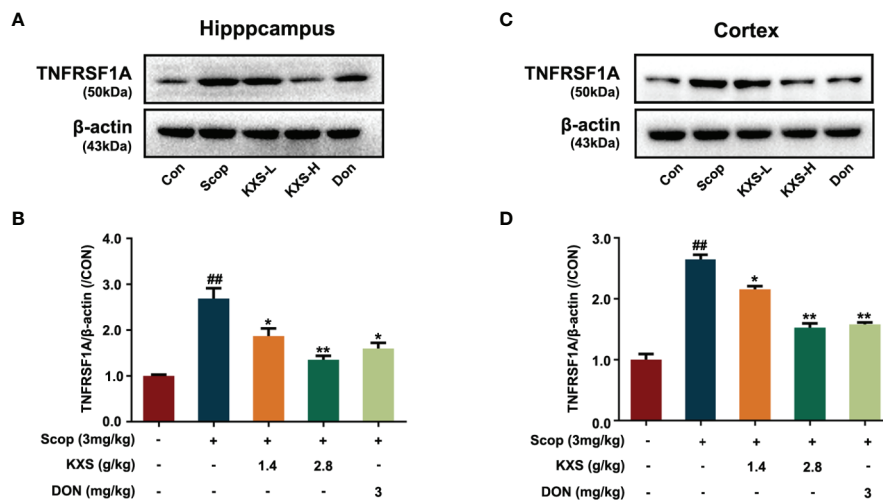 A
Hipppcampus
TNFRSF1A
(50kDa)
β-actin
(43kDa)
Con Scop KXS-L KXS-H Don
B
TNFRSF1A/β-actin (/CON)
4.0
3.0
2.0
1.0
0.0
## * ** *
Scop (3mg/kg) - + + + +
KXS (g/kg) - - 1.4 2.8 -
DON (mg/kg) - - - - 3
C
Cortex
TNFRSF1A
(50kDa)
β-actin
(43kDa)
Con Scop KXS-L KXS-H Don
D
TNFRSF1A/β-actin (/CON)
3.0
2.0
1.0
0.0
## * ** **
Scop (3mg/kg) - + + + +
KXS (g/kg) - - 1.4 2.8 -
DON (mg/kg) - - - - 3